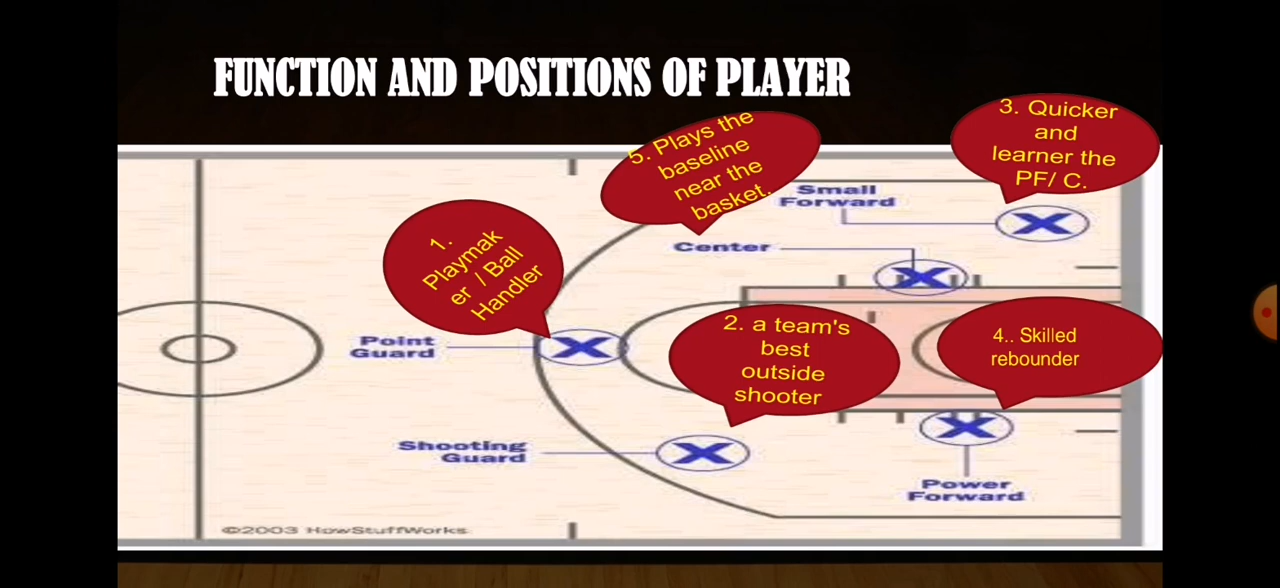 FUNCTION AND POSITIONS OF PLAYER
3. Quicker
and
learner the
PF/ C.
5. Plays the
baseline
near the
basket.
Small
Forward
Center
1.
Playmak
er / Ball
Handler
Point
Guard
2. a team's
best
outside
shooter
4.. Skilled
rebounder
Shooting
Guard
Power
Forward
©2003 HowStuffWorks